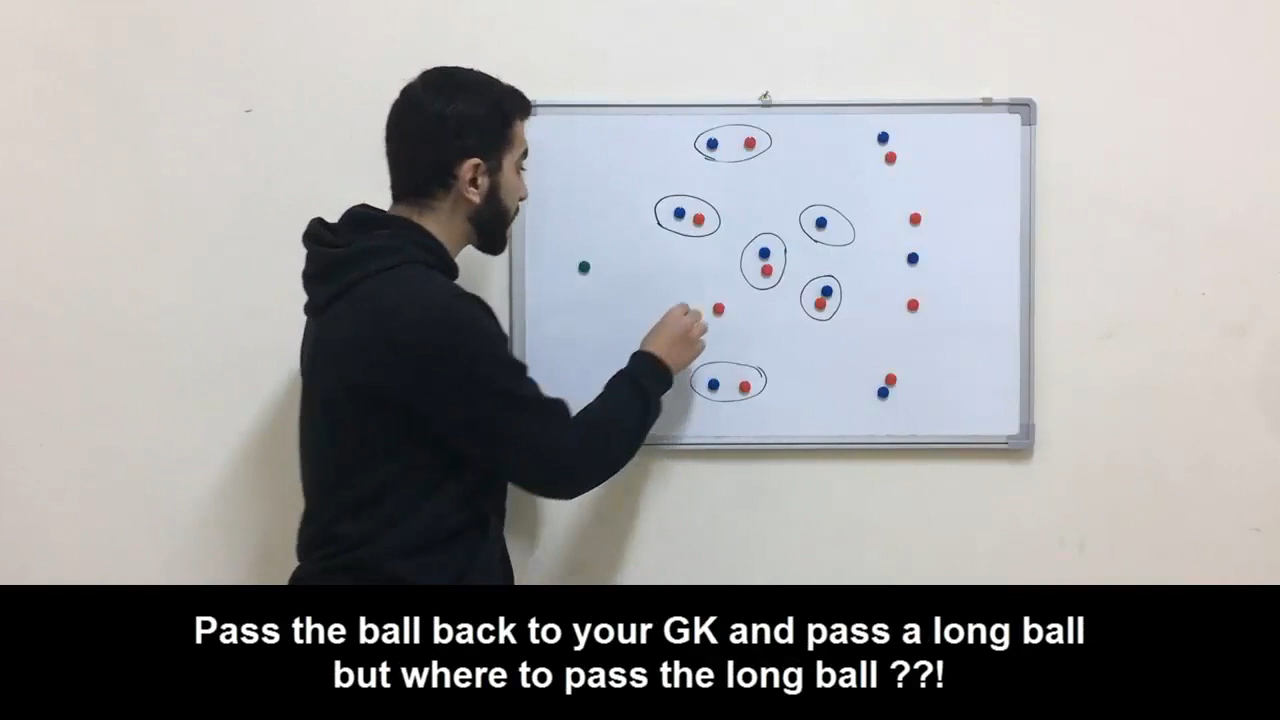 Pass the ball back to your GK and pass a long ball
but where to pass the long ball ??!